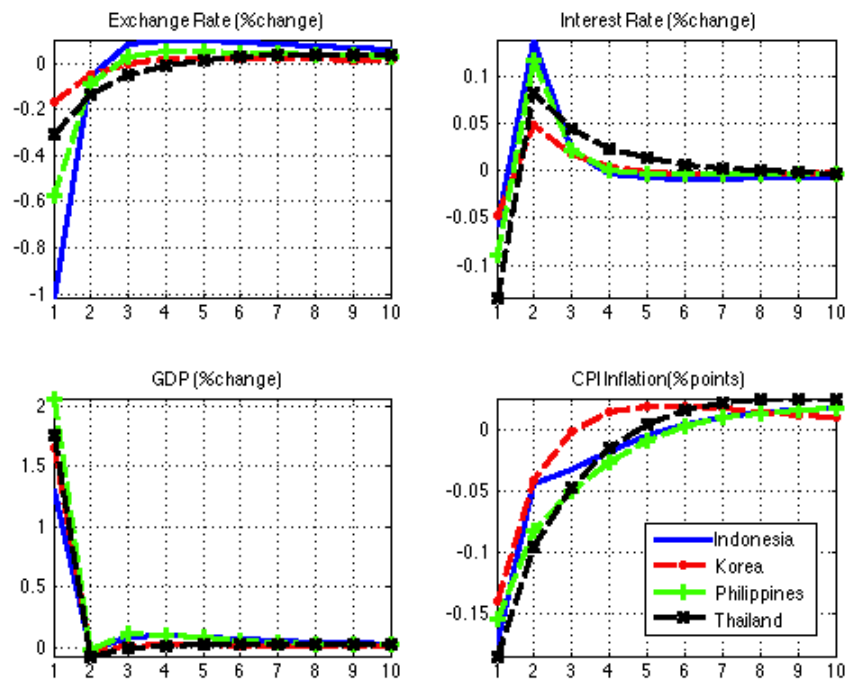 Exchange Rate (%change)
0
-0.2
-0.4
-0.6
-0.8
-1
1 2 3 4 5 6 7 8 9 10
Interest Rate (%change)
0.1
0.05
0
-0.05
-0.1
1 2 3 4 5 6 7 8 9 10
GDP (%change)
2
1.5
1
0.5
0
1 2 3 4 5 6 7 8 9 10
CPI Inflation(%points)
0
-0.05
-0.1
-0.15
1 2 3 4 5 6 7 8 9 10
Indonesia
Korea
Philippines
Thailand